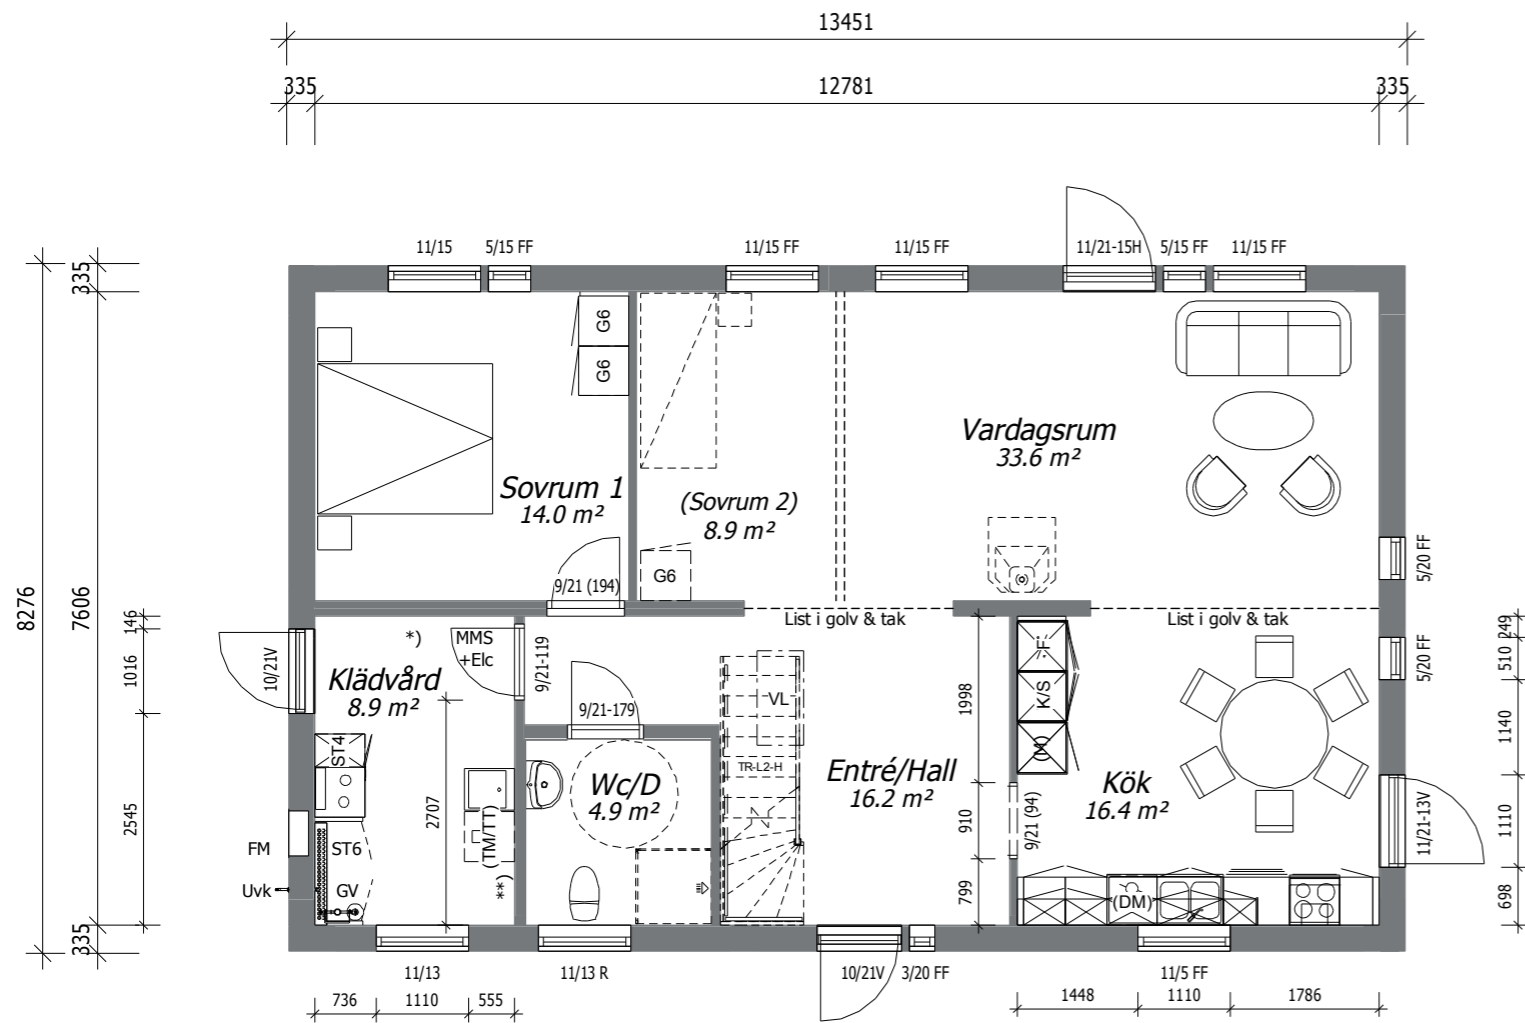 13451
335 12781 335
11/15 5/15 FF 11/15 FF 11/15 FF 11/21-15H 5/15 FF 11/15 FF
8276
335
7606
335
146
1016
2545
G6
G6
Sovrum 1
14.0 m²
9/21 (194)
(Sovrum 2)
8.9 m²
G6
Vardagsrum
33.6 m²
List i golv & tak
List i golv & tak
5/20 FF
5/20 FF
249
510
1140
1110
698
11/21-13V
10/21V
*)
MMS
+Elc
Klädvård
8.9 m²
9/21-119
ST4
2707
(TM/TT)
**)
FM
ST6
Uvk
GV
9/21-179
Wc/D
4.9 m²
VL
TR-L2-H
Entré/Hall
16.2 m²
1998
910
799
9/21 (94)
F
K/S
(M)
Kök
16.4 m²
(DM)
11/13 11/13 R 10/21V 3/20 FF 11/5 FF
736 1110 555 1448 1110 1786